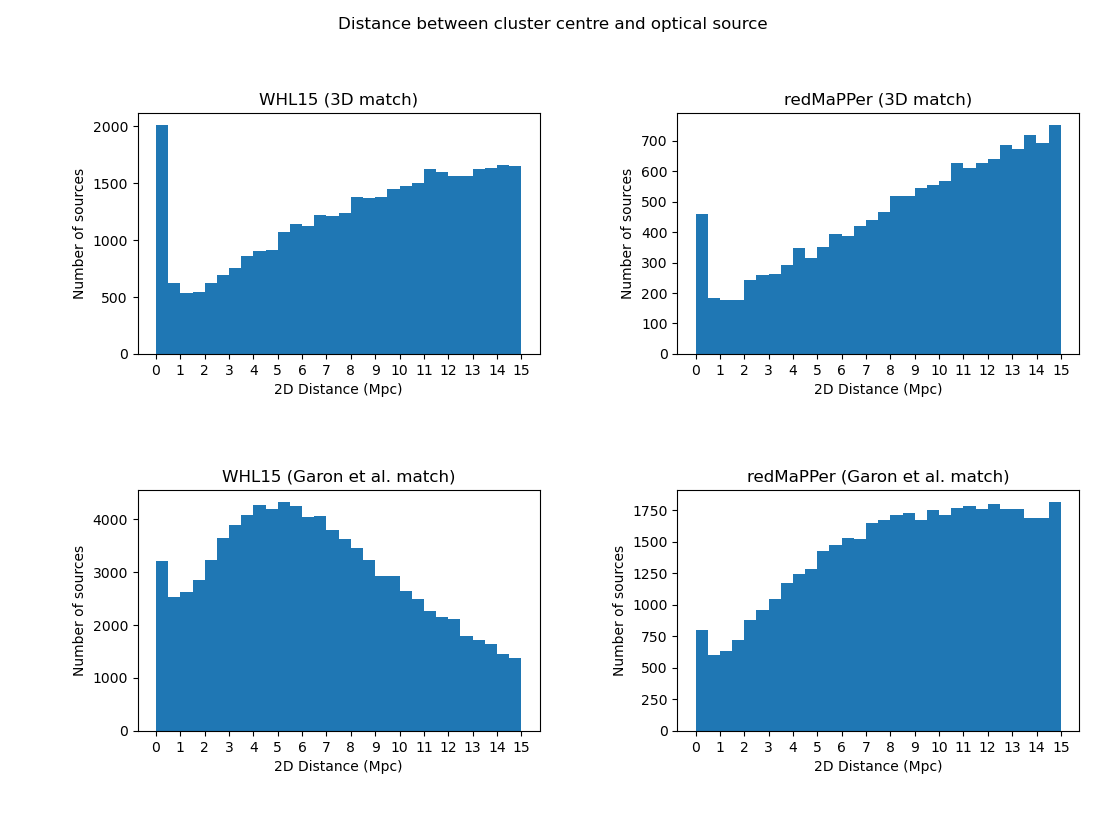 Distance between cluster centre and optical source
WHL15 (3D match)
Number of sources
2000
1500
1000
500
0
0 1 2 3 4 5 6 7 8 9 10 11 12 13 14 15
2D Distance (Mpc)
redMaPPer (3D match)
Number of sources
700
600
500
400
300
200
100
0
0 1 2 3 4 5 6 7 8 9 10 11 12 13 14 15
2D Distance (Mpc)
WHL15 (Garon et al. match)
Number of sources
4000
3000
2000
1000
0
0 1 2 3 4 5 6 7 8 9 10 11 12 13 14 15
2D Distance (Mpc)
redMaPPer (Garon et al. match)
Number of sources
1750
1500
1250
1000
750
500
250
0
0 1 2 3 4 5 6 7 8 9 10 11 12 13 14 15
2D Distance (Mpc)